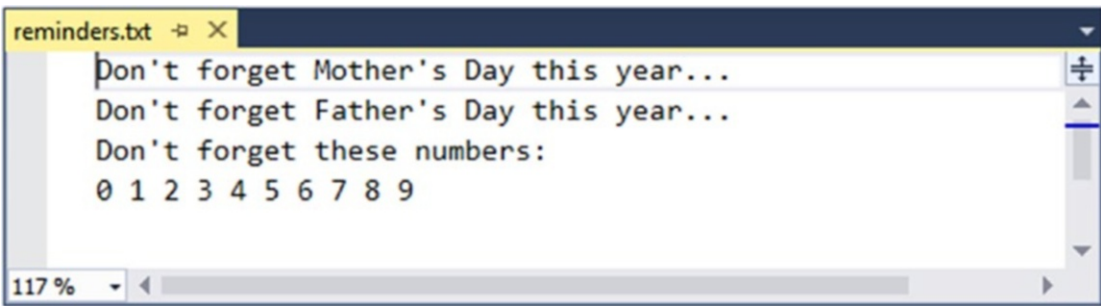 reminders.txt
Don't forget Mother's Day this year...
Don't forget Father's Day this year...
Don't forget these numbers:
0 1 2 3 4 5 6 7 8 9
117 %